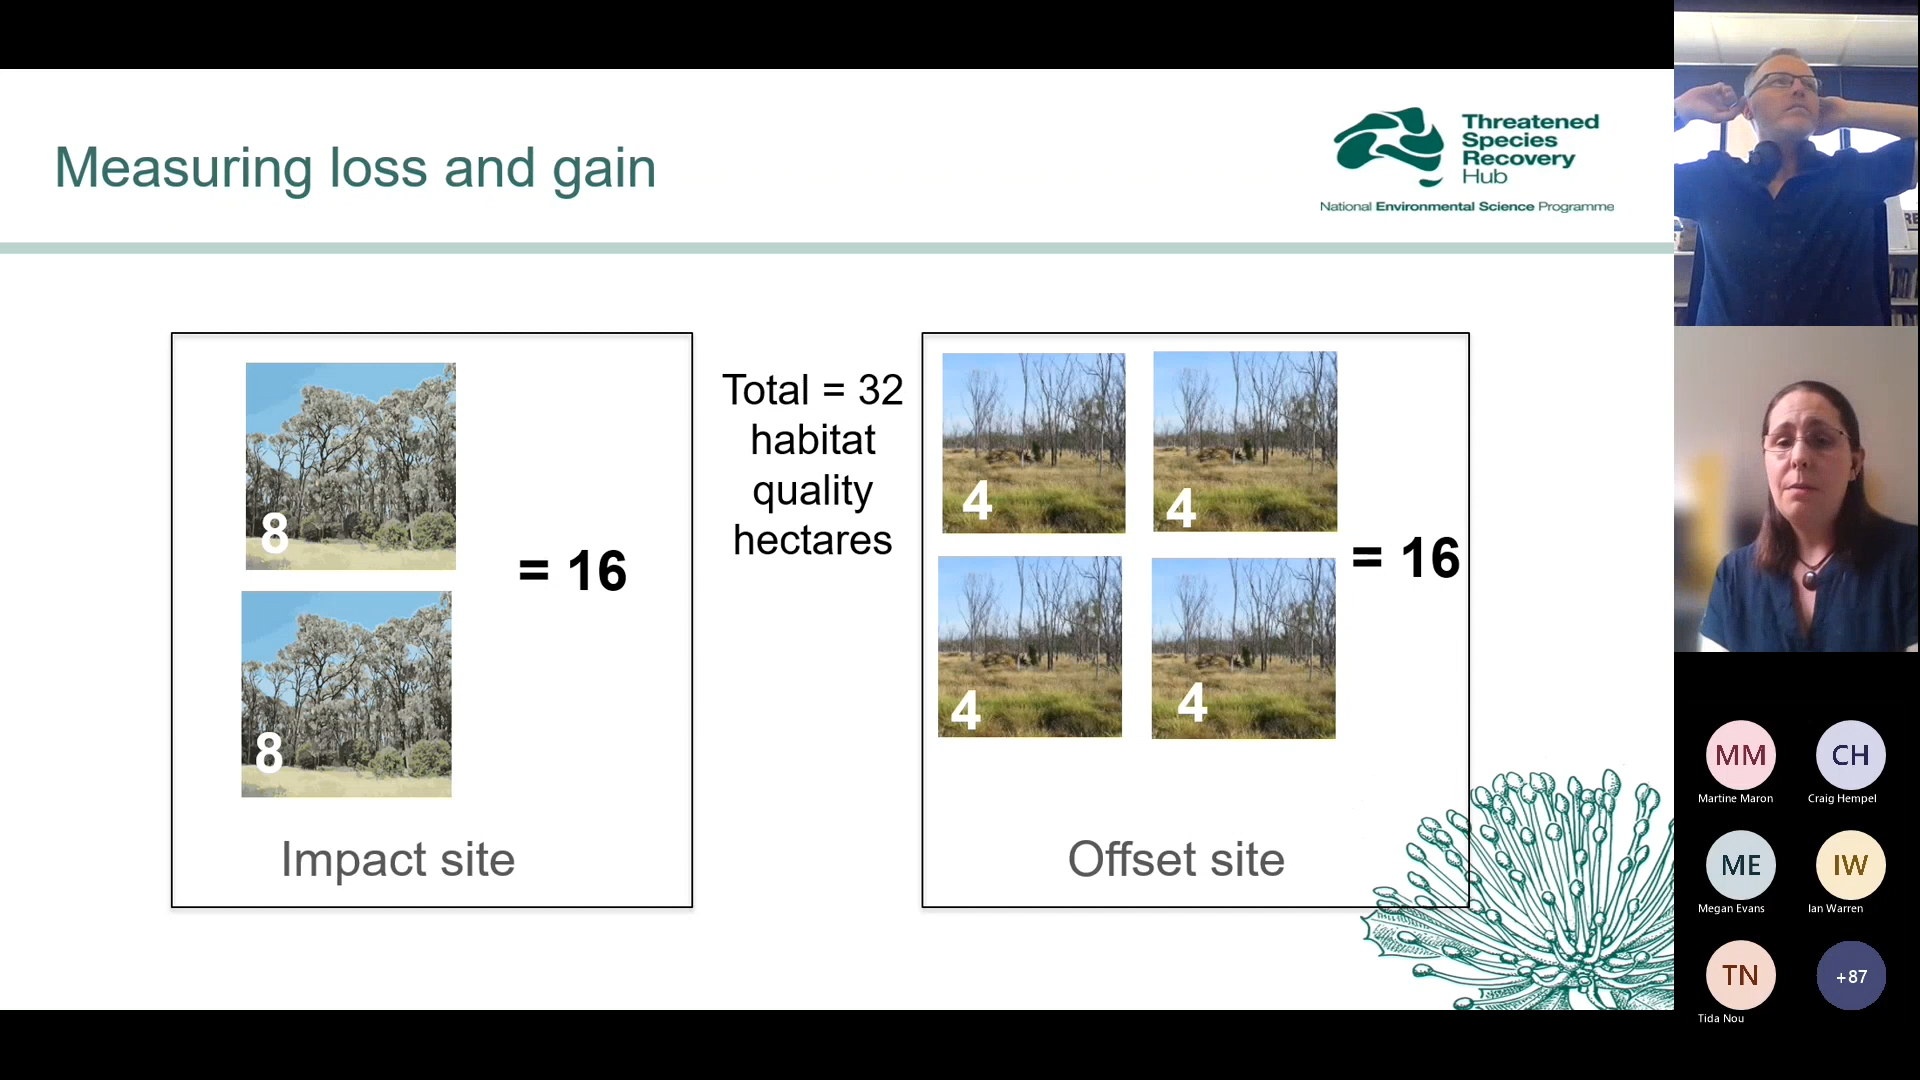 Measuring loss and gain
Threatened
Species
Recovery
Hub
National Environmental Science Programme
8
8
= 16
Impact site
Total = 32
habitat
quality
hectares
4
4
4
4
= 16
Offset site
MM
Martine Maron
CH
Craig Hempel
ME
Megan Evans
IW
Ian Warren
TN
Tida Nou
+87